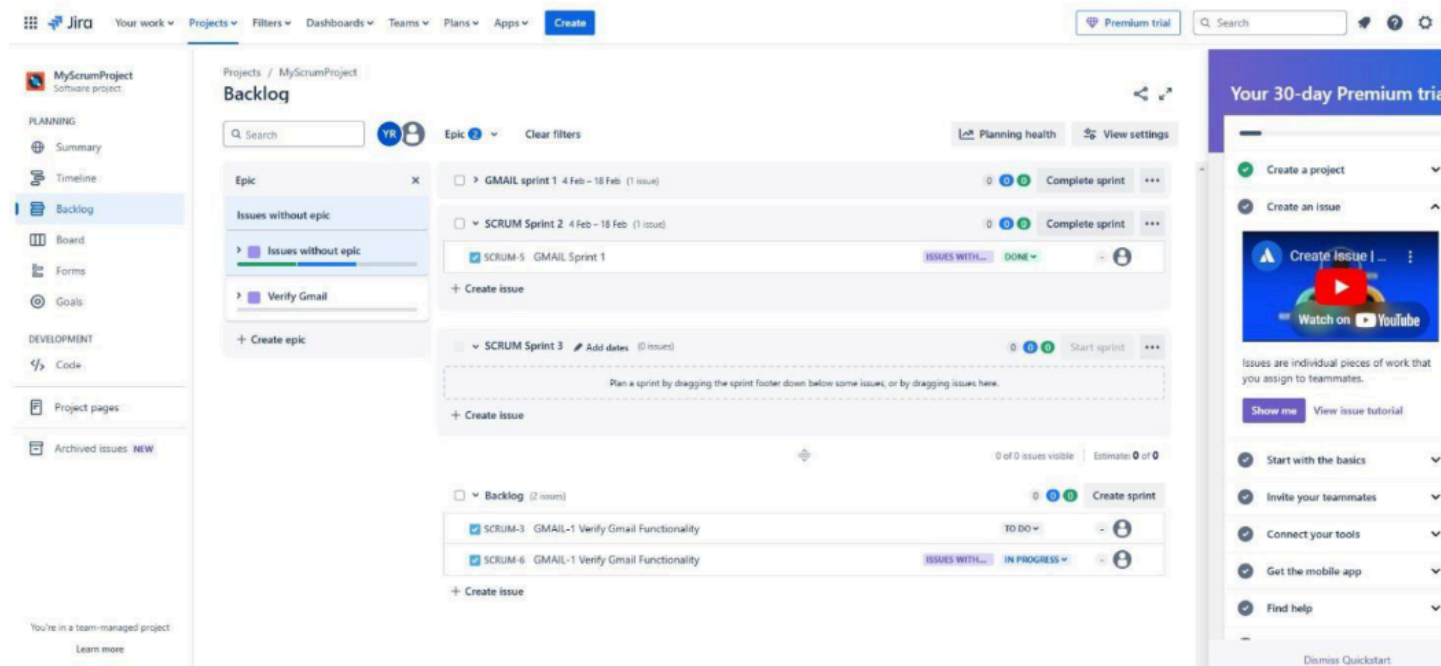 Jira Your work Projects Filters Dashboards Teams Plans Apps Create Premium trial Search
MyScrumProject
Software project
PLANNING
Summary
Timeline
Backlog
Board
Forms
Goals
DEVELOPMENT
Code
Project pages
Archived issues NEW
You're in a team-managed project
Learn more
Projects / MyScrumProject
Backlog
Search YR Epic 2 Clear filters Planning health View settings
Epic
Issues without epic
Issues without epic
Verify Gmail
+ Create epic
GMAIL sprint 1 4 Feb – 18 Feb (1 issue) 0 0 0 Complete sprint
SCRUM Sprint 2 4 Feb – 18 Feb (1 issue) 0 0 0 Complete sprint
SCRUM-5 GMAIL Sprint 1 ISSUES WITH... DONE -
+ Create issue
SCRUM Sprint 3 Add dates (0 issues) 0 0 0 Start sprint
Plan a sprint by dragging the sprint footer down below some issues, or by dragging issues here.
+ Create issue
0 of 0 issues visible Estimate: 0 of 0
Backlog (2 issues) 0 0 0 Create sprint
SCRUM-3 GMAIL-1 Verify Gmail Functionality TO DO -
SCRUM-6 GMAIL-1 Verify Gmail Functionality ISSUES WITH... IN PROGRESS -
+ Create issue
Your 30-day Premium tria
Create a project
Create an issue
Create Issue | ...
Watch on YouTube
Issues are individual pieces of work that
you assign to teammates.
Show me View issue tutorial
Start with the basics
Invite your teammates
Connect your tools
Get the mobile app
Find help
Dismiss Quickstart